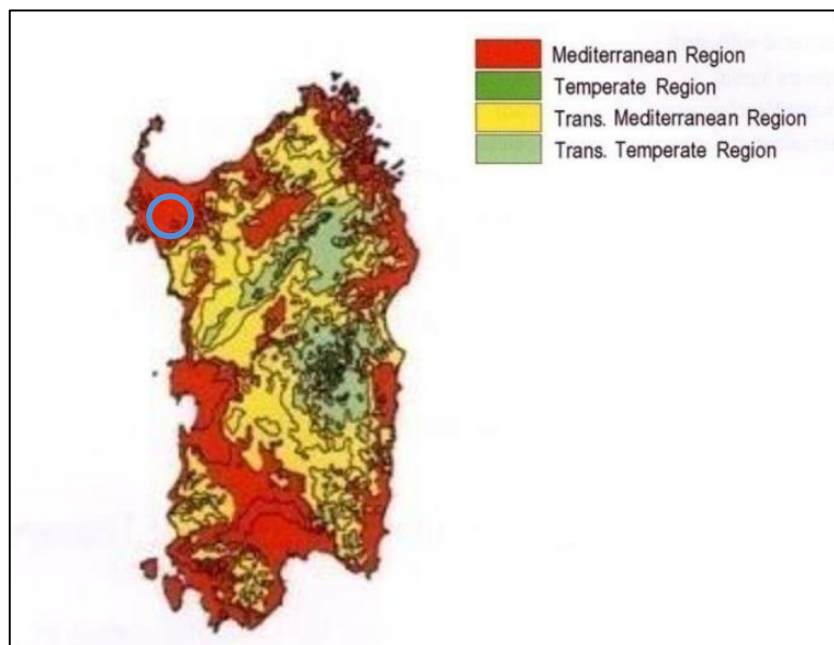 Mediterranean Region
Temperate Region
Trans. Mediterranean Region
Trans. Temperate Region